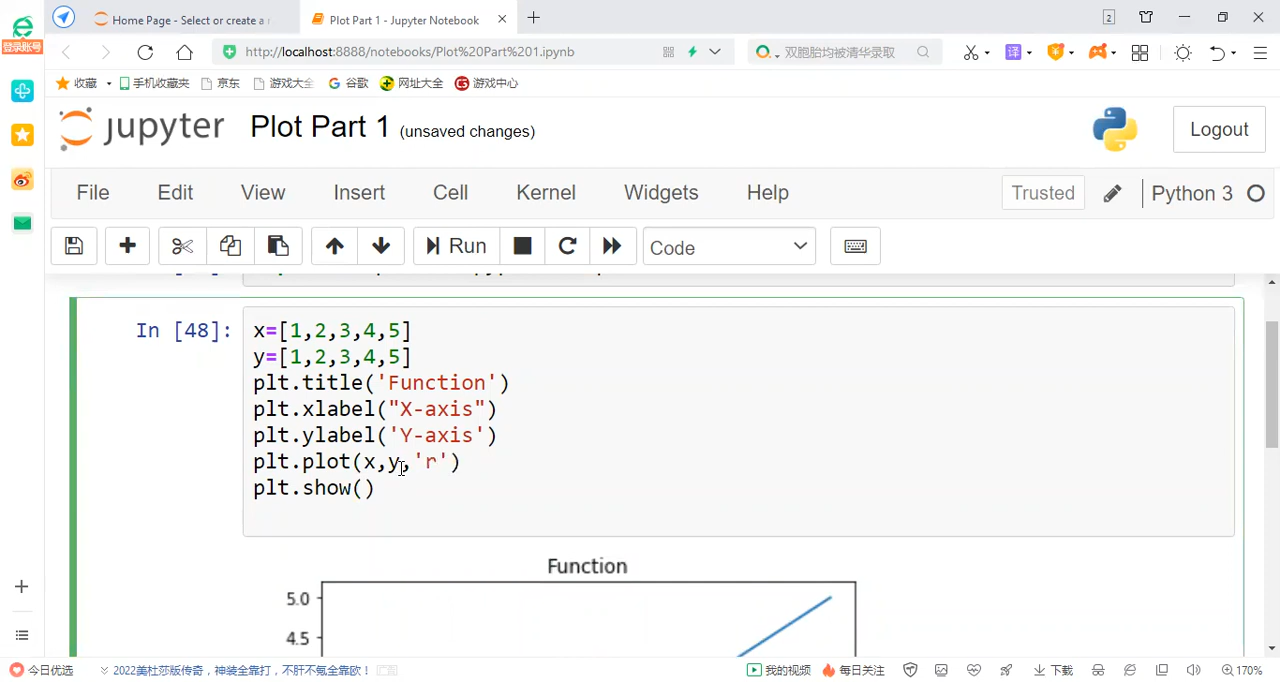 Home Page - Select or create a n
Plot Part 1 - Jupyter Notebook
2
登录账号
http://localhost:8888/notebooks/Plot%20Part%201.ipynb
双胞胎均被清华录取
译
收藏
手机收藏夹
京东
游戏大全
谷歌
网址大全
游戏中心
jupyter
Plot Part 1 (unsaved changes)
Logout
File Edit View Insert Cell Kernel Widgets Help
Trusted
Python 3
Run
Code
In [48]:
x=[1,2,3,4,5]
y=[1,2,3,4,5]
plt.title('Function')
plt.xlabel("X-axis")
plt.ylabel('Y-axis')
plt.plot(x,y,'r')
plt.show()
Function
5.0
4.5
今日优选
2022美杜莎版传奇，神装全靠打，不肝不氪全靠欧！
广告
我的视频
每日关注
下载
170%